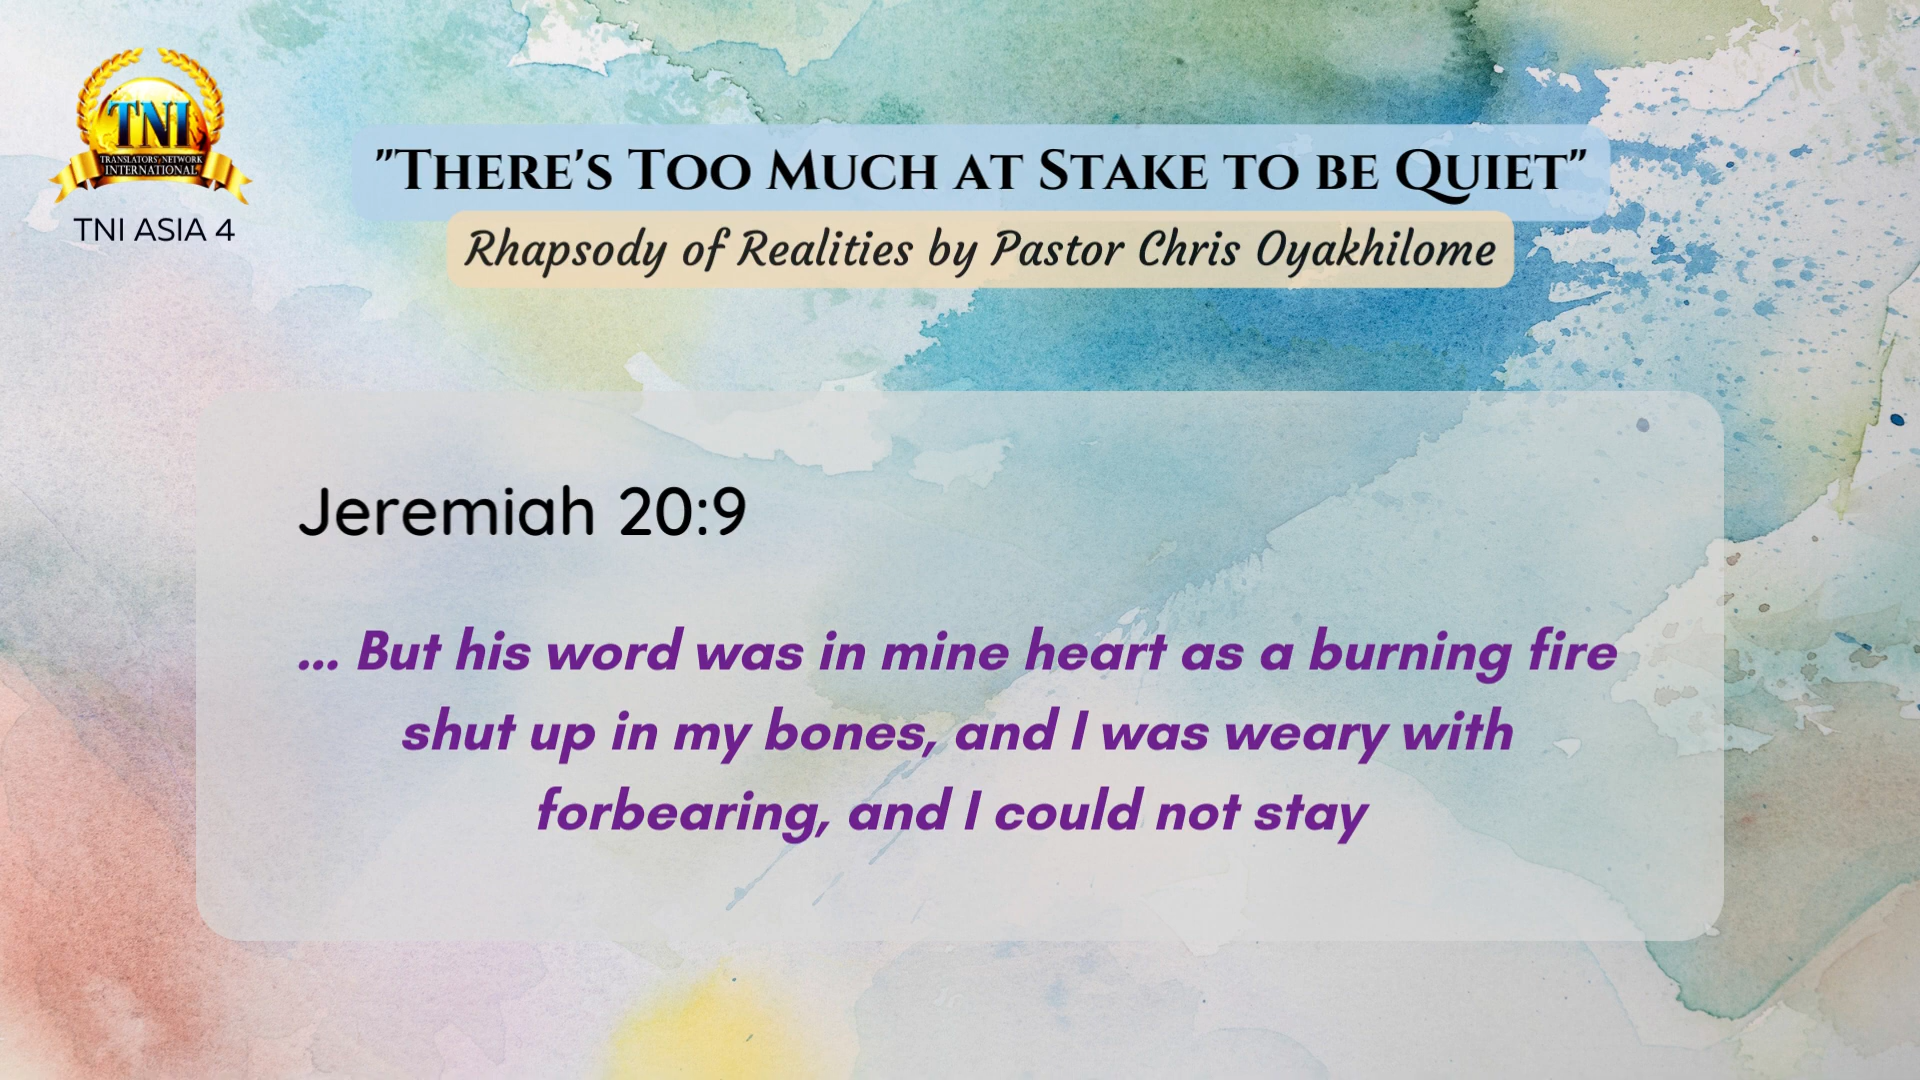 TNI
TRANSLATORS NETWORK
INTERNATIONAL
TNI ASIA 4
"There's Too Much at Stake to be Quiet"
Rhapsody of Realities by Pastor Chris Oyakhilome
Jeremiah 20:9
... But his word was in mine heart as a burning fire
shut up in my bones, and I was weary with
forbearing, and I could not stay